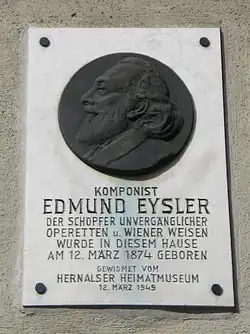 KOMPONIST
EDMUND EYSLER
DER SCHÖPFER UNVERGÄNGLICHER
OPERETTEN u. WIENER WEISEN
WURDE IN DIESEM HAUSE
AM 12. MÄRZ 1874 GEBOREN
GEWIDMET VOM
HERNALSER HEIMATMUSEUM
12. MÄRZ 1949